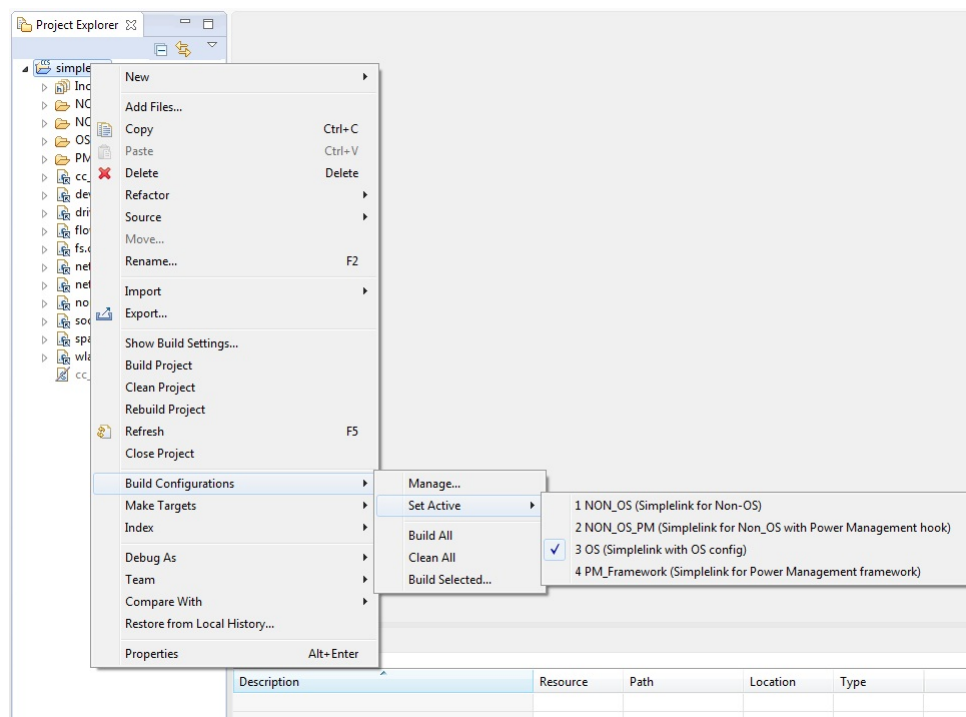 Project Explorer
CCS
simple
New
Inc
NO
Add Files...
NO
Copy Ctrl+C
OS
Paste Ctrl+V
PM
Delete Delete
cc_
Refactor
dev
Source
driv
Move...
flo
Rename... F2
fs.c
net
Import
net
Export...
no
soc
Show Build Settings...
spa
Build Project
wla
Clean Project
cc_
Rebuild Project
Refresh F5
Close Project
Build Configurations Manage...
Make Targets Set Active 1 NON_OS (Simplelink for Non-OS)
Index 2 NON_OS_PM (Simplelink for Non_OS with Power Management hook)
Build All
Debug As Clean All 3 OS (Simplelink with OS config)
Team Build Selected... 4 PM_Framework (Simplelink for Power Management framework)
Compare With
Restore from Local History...
Properties Alt+Enter
Description Resource Path Location Type